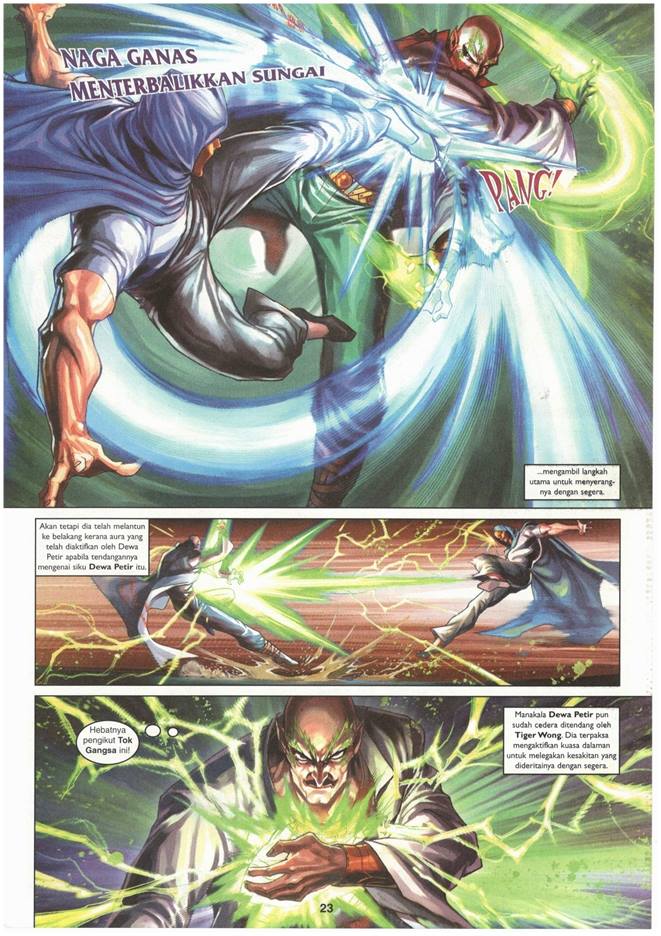 NAGA GANAS
MENTERBALIKKAN SUNGAI
PANG!
...mengambil langkah
utama untuk menyerang-
nya dengan segera.
Akan tetapi dia telah melantun
ke belakang kerana aura yang
telah diaktifkan oleh Dewa
Petir apabila tendangannya
mengenai siku Dewa Petir itu.
Hebatnya
pengikut Tok
Gangsa ini!
Manakala Dewa Petir pun
sudah cedera ditendang oleh
Tiger Wong. Dia terpaksa
mengaktifkan kuasa dalaman
untuk melegakan kesakitan yang
dideritainya dengan segera.
23